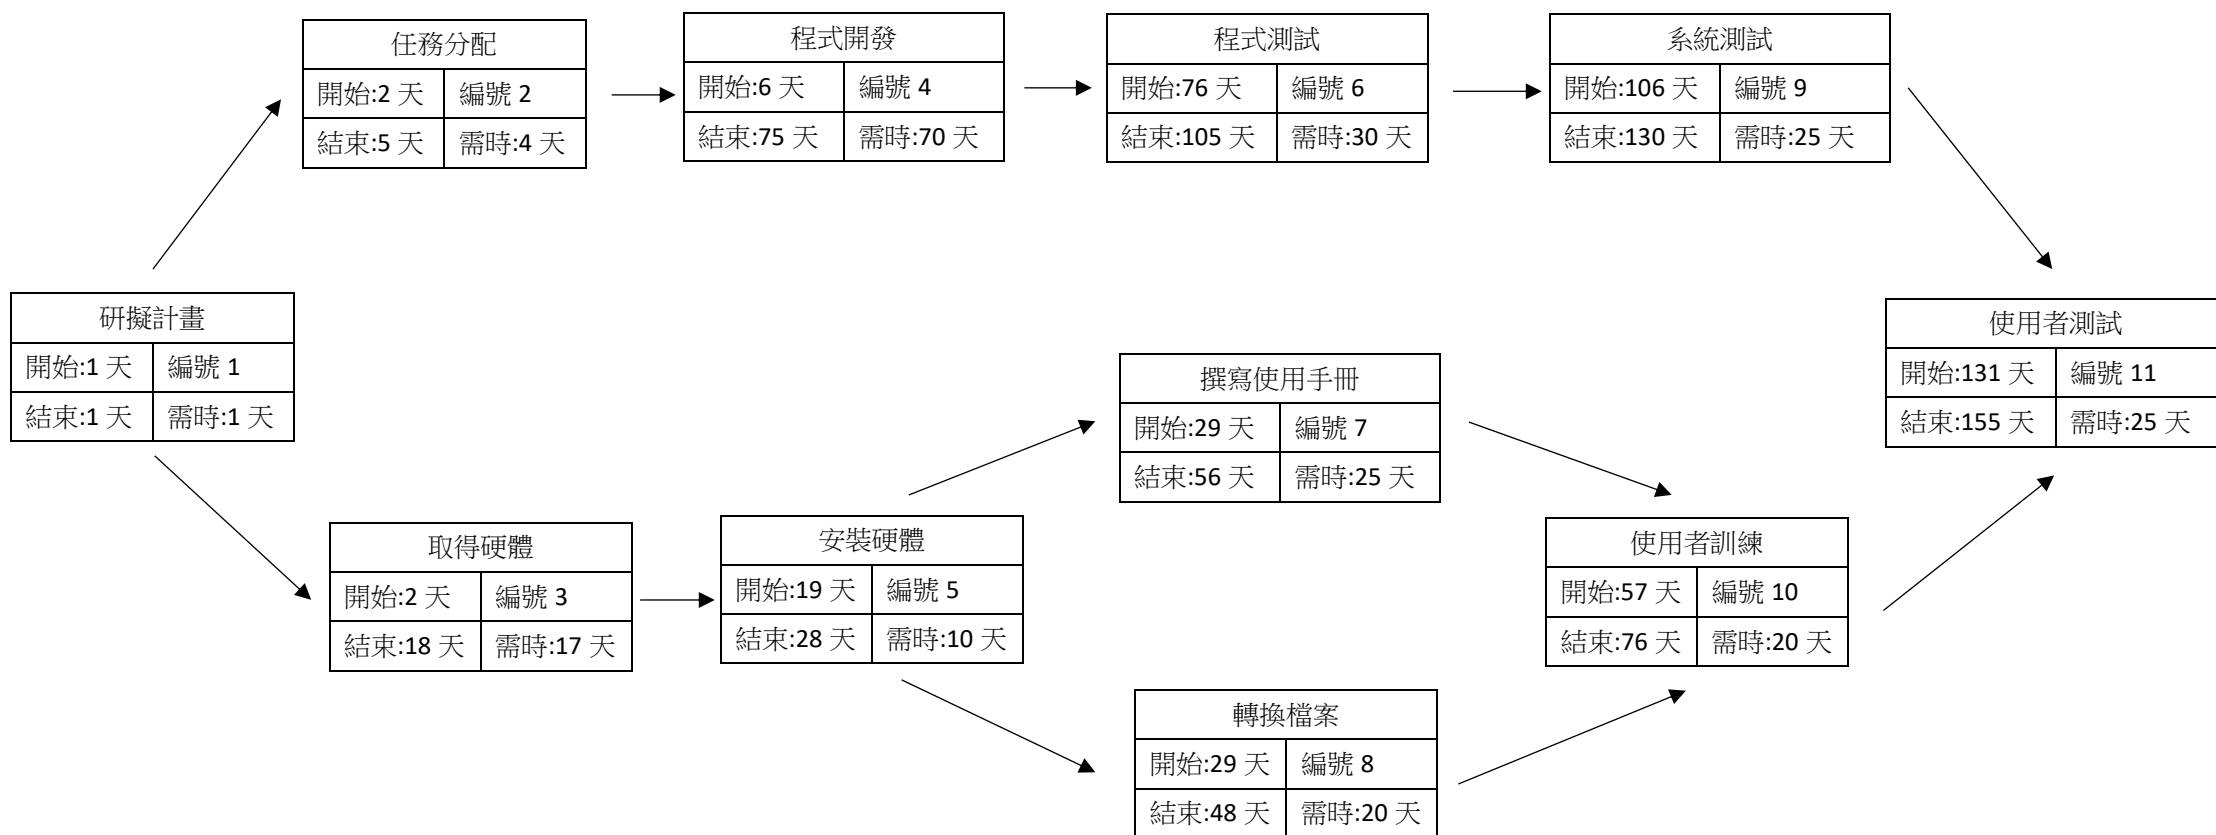 任務分配
開始:2 天 編號 2
結束:5 天 需時:4 天
程式開發
開始:6 天 編號 4
結束:75 天 需時:70 天
程式測試
開始:76 天 編號 6
結束:105 天 需時:30 天
系統測試
開始:106 天 編號 9
結束:130 天 需時:25 天
研擬計畫
開始:1 天 編號 1
結束:1 天 需時:1 天
使用者測試
開始:131 天 編號 11
結束:155 天 需時:25 天
撰寫使用手冊
開始:29 天 編號 7
結束:56 天 需時:25 天
取得硬體
開始:2 天 編號 3
結束:18 天 需時:17 天
安裝硬體
開始:19 天 編號 5
結束:28 天 需時:10 天
使用者訓練
開始:57 天 編號 10
結束:76 天 需時:20 天
轉換檔案
開始:29 天 編號 8
結束:48 天 需時:20 天